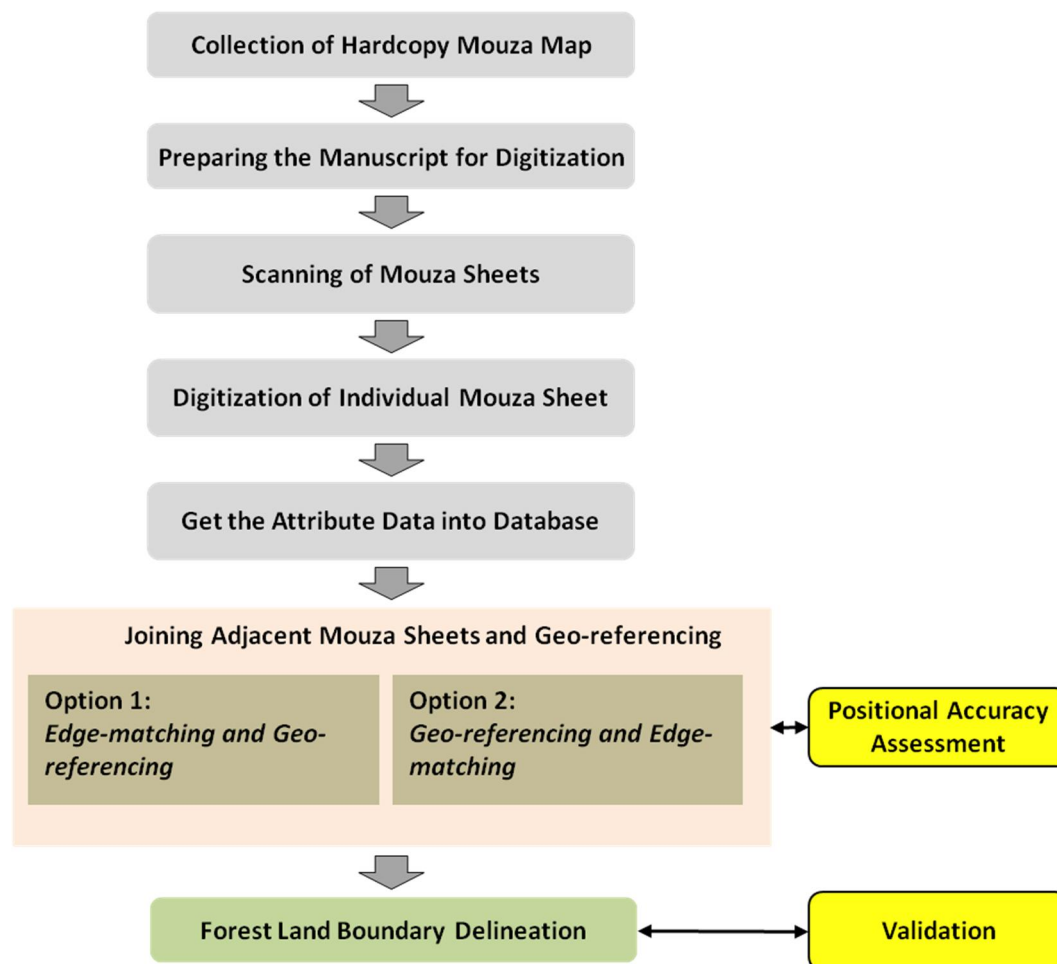 Collection of Hardcopy Mouza Map
Preparing the Manuscript for Digitization
Scanning of Mouza Sheets
Digitization of Individual Mouza Sheet
Get the Attribute Data into Database
Joining Adjacent Mouza Sheets and Geo-referencing
Option 1:
Edge-matching and Geo-
referencing
Option 2:
Geo-referencing and Edge-
matching
Positional Accuracy
Assessment
Forest Land Boundary Delineation
Validation